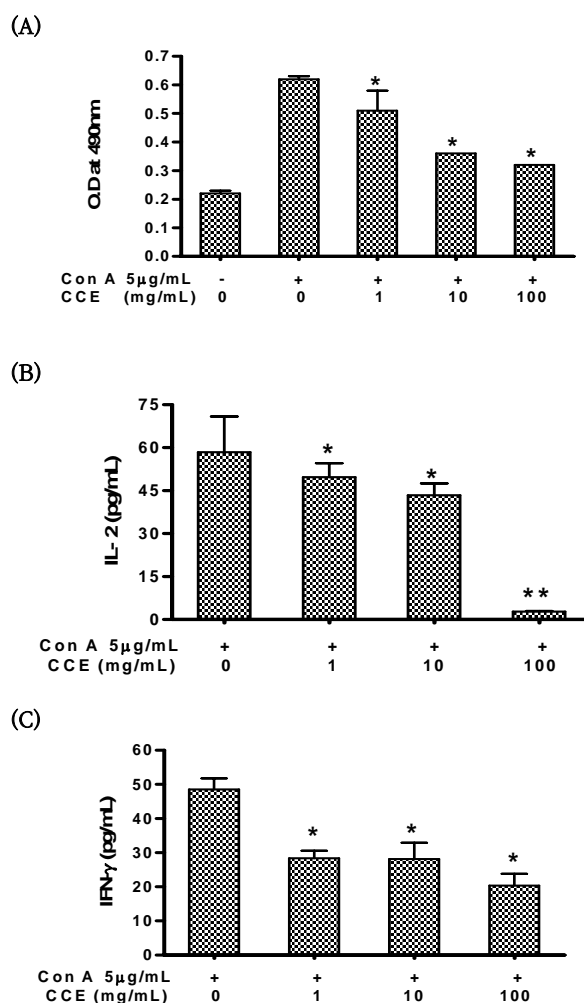 (A)
O.D at 490nm
0.7
0.6
0.5
0.4
0.3
0.2
0.1
0.0
* * *
Con A 5μg/mL - + + + +
CCE (mg/mL) 0 0 1 10 100
(B)
IL-2 (pg/mL)
75
60
45
30
15
0
* * **
Con A 5μg/mL + + + +
CCE (mg/mL) 0 1 10 100
(C)
IFN-γ (pg/mL)
60
50
40
30
20
10
0
* * *
Con A 5μg/mL + + + +
CCE (mg/mL) 0 1 10 100